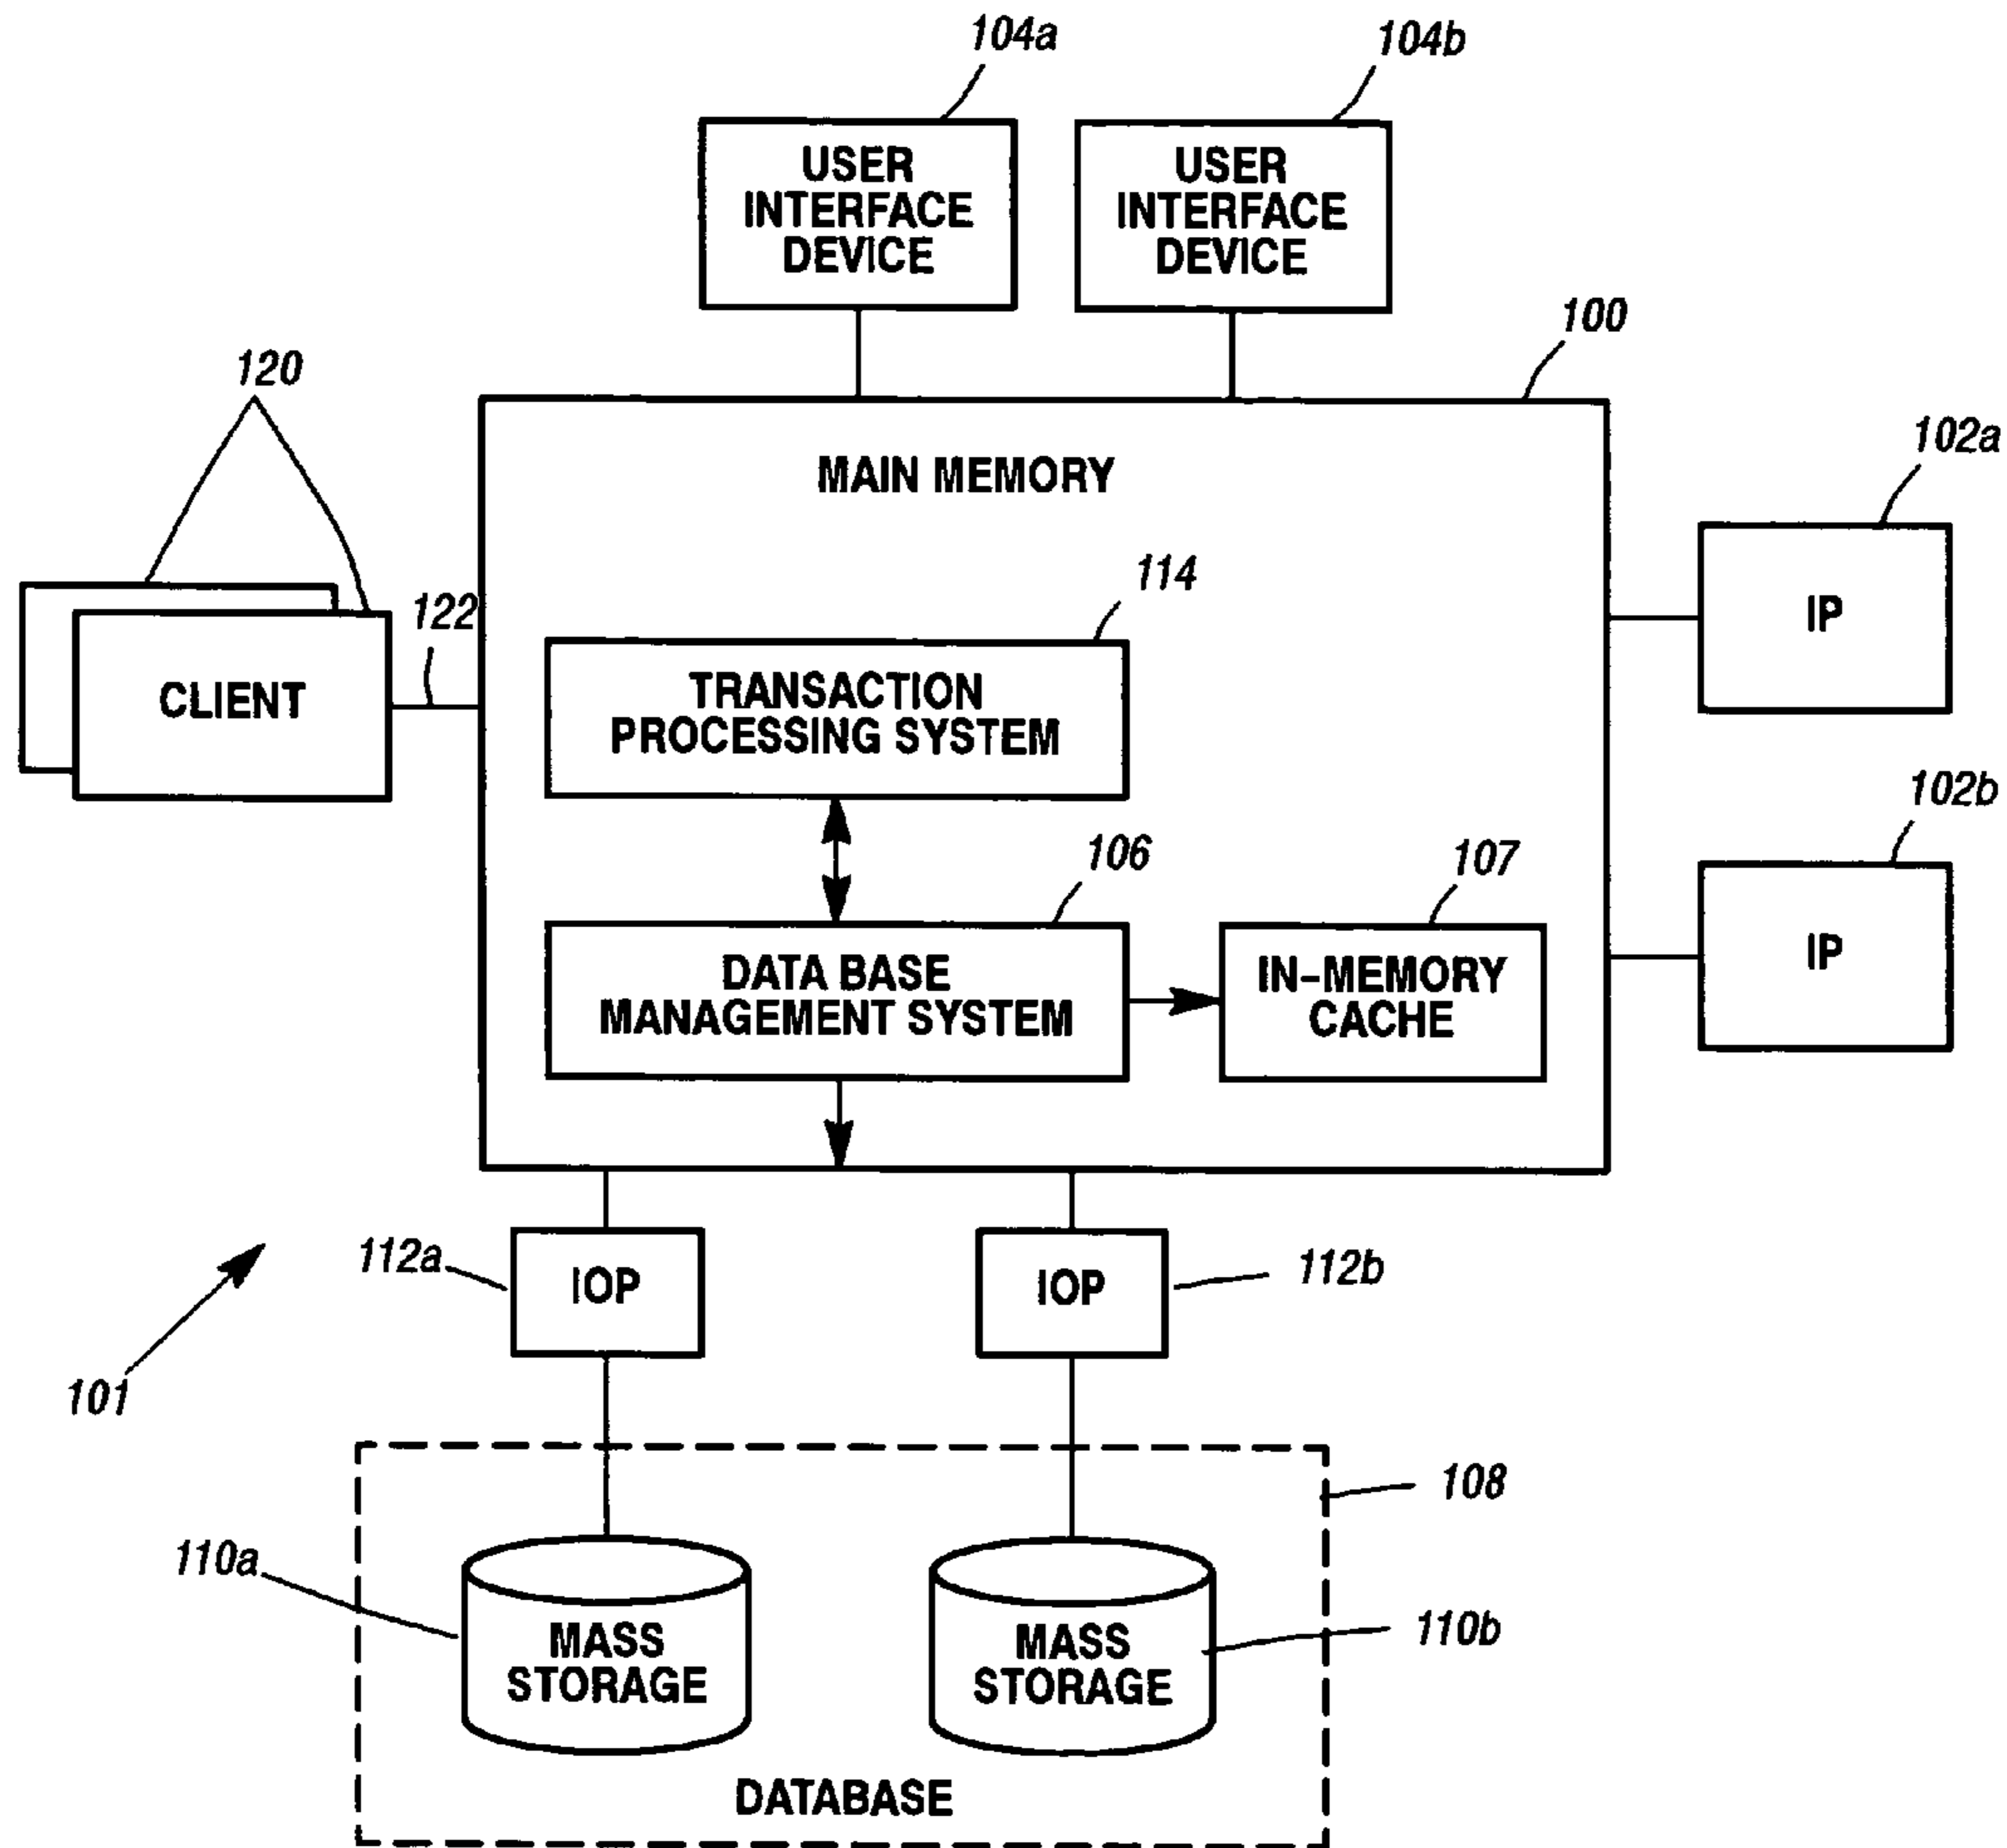 104a
104b
USER
INTERFACE
DEVICE
USER
INTERFACE
DEVICE
100
120
MAIN MEMORY
102a
IP
114
122
CLIENT
TRANSACTION
PROCESSING SYSTEM
102b
IP
106
107
DATA BASE
MANAGEMENT SYSTEM
IN-MEMORY
CACHE
112a
IOP
IOP
112b
101
108
110a
MASS
STORAGE
MASS
STORAGE
110b
DATABASE